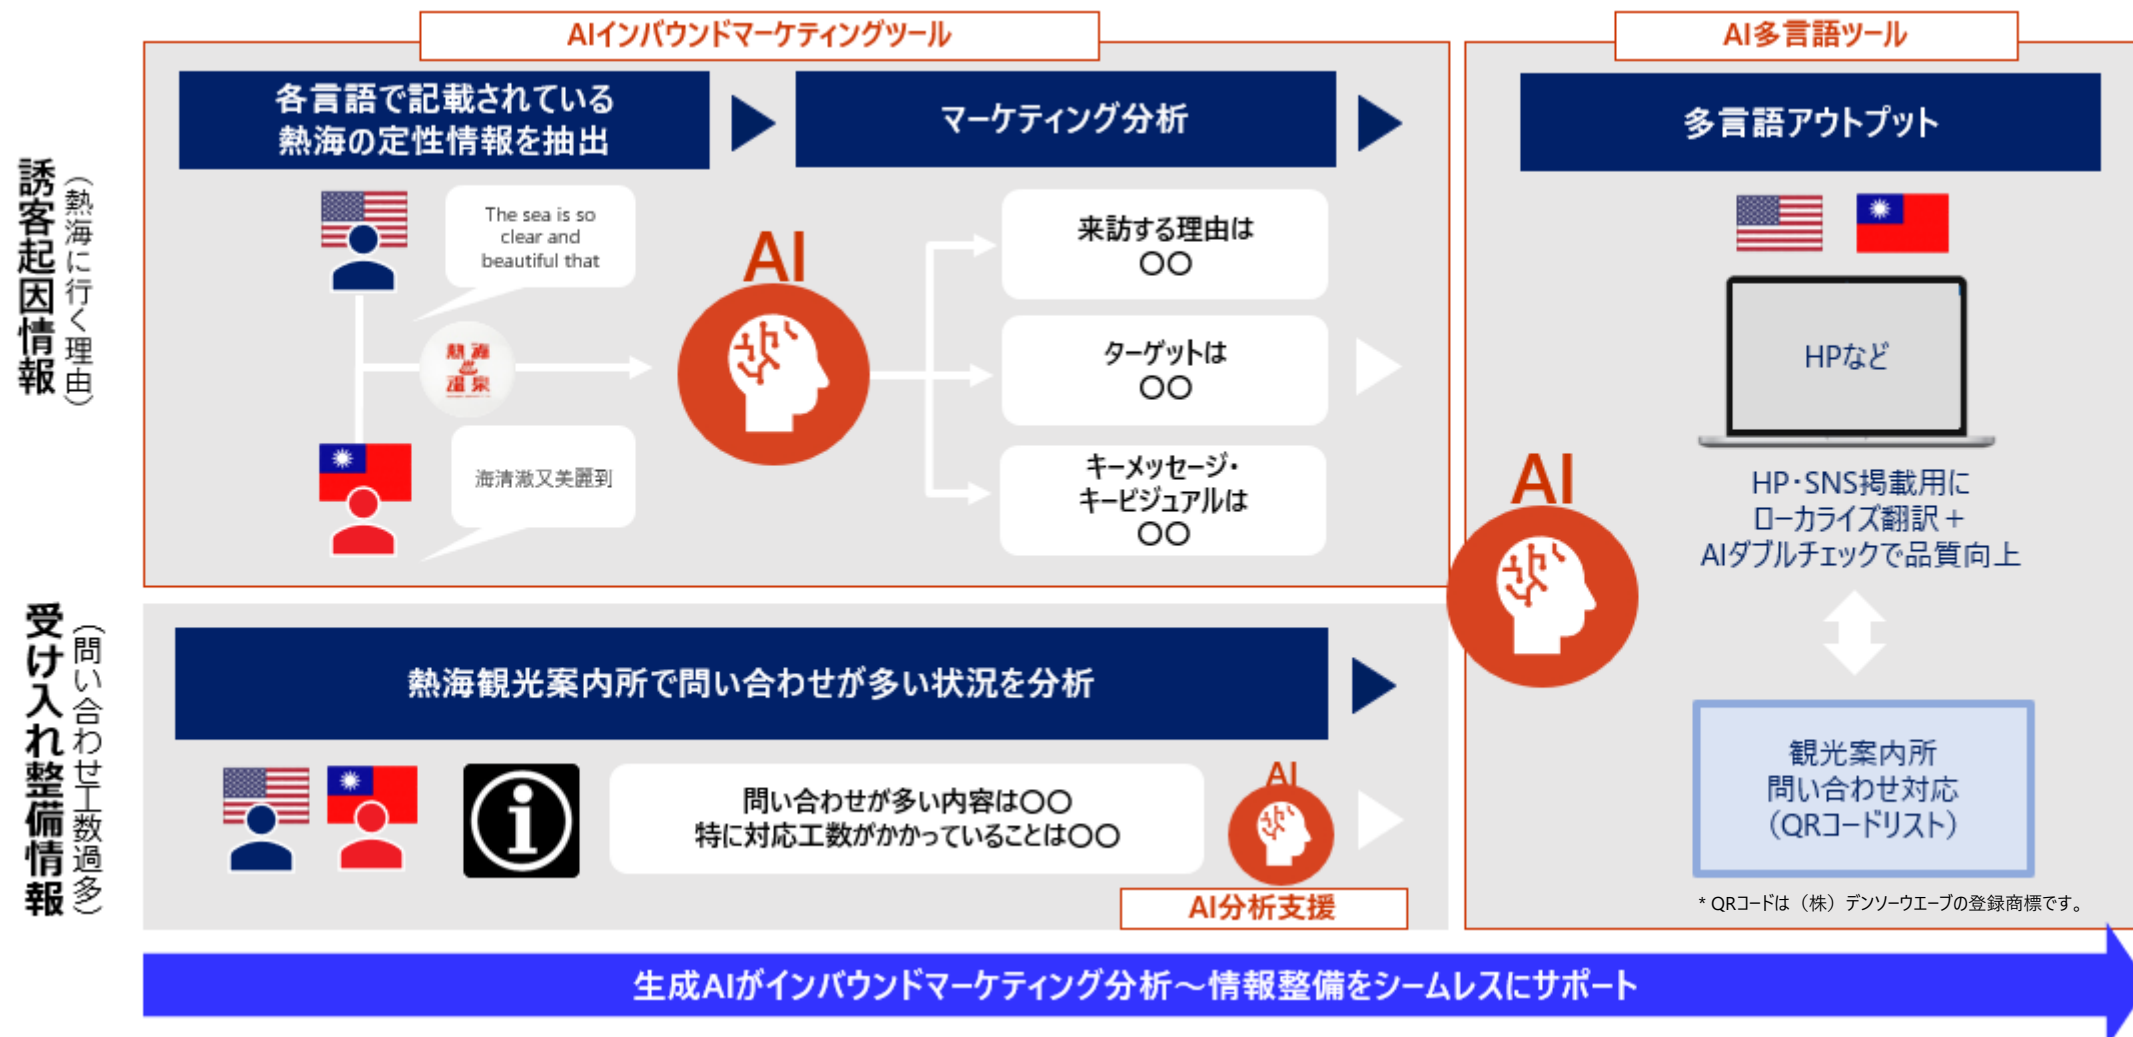 AIインバウンドマーケティングツール
AI多言語ツール
誘客起因情報
（熱海に行く理由）
各言語で記載されている
熱海の定性情報を抽出
マーケティング分析
多言語アウトプット
The sea is so
clear and
beautiful that
熱海
温泉
海清澈又美麗到
AI
来訪する理由は
〇〇
ターゲットは
〇〇
キーメッセージ・
キービジュアルは
〇〇
HPなど
AI
HP・SNS掲載用に
ローカライズ翻訳＋
AIダブルチェックで品質向上
受け入れ整備情報
（問い合わせ工数過多）
熱海観光案内所で問い合わせが多い状況を分析
問い合わせが多い内容は〇〇
特に対応工数がかかっていることは〇〇
AI
AI分析支援
観光案内所
問い合わせ対応
（QRコードリスト）
* QRコードは（株）デンソーウエーブの登録商標です。
生成AIがインバウンドマーケティング分析～情報整備をシームレスにサポート